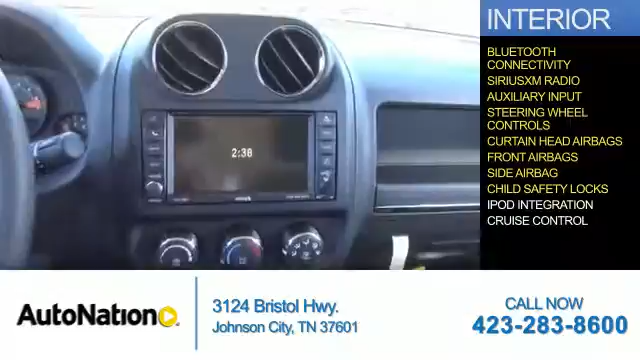 INTERIOR
BLUETOOTH
CONNECTIVITY
SIRIUSXM RADIO
AUXILIARY INPUT
STEERING WHEEL
CONTROLS
CURTAIN HEAD AIRBAGS
FRONT AIRBAGS
SIDE AIRBAG
CHILD SAFETY LOCKS
IPOD INTEGRATION
CRUISE CONTROL
2:38
AutoNation
3124 Bristol Hwy.
Johnson City, TN 37601
CALL NOW
423-283-8600